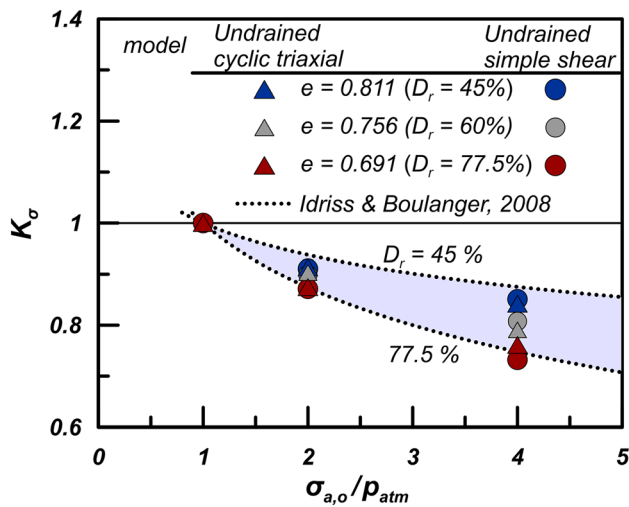 model
Undrained cyclic triaxial
Undrained simple shear
e = 0.811 (Dr = 45%)
e = 0.756 (Dr = 60%)
e = 0.691 (Dr = 77.5%)
Idriss & Boulanger, 2008
Dr = 45 %
77.5 %
Kσ
1.4
1.2
1
0.8
0.6
0
1
2
3
4
5
σa,o/patm